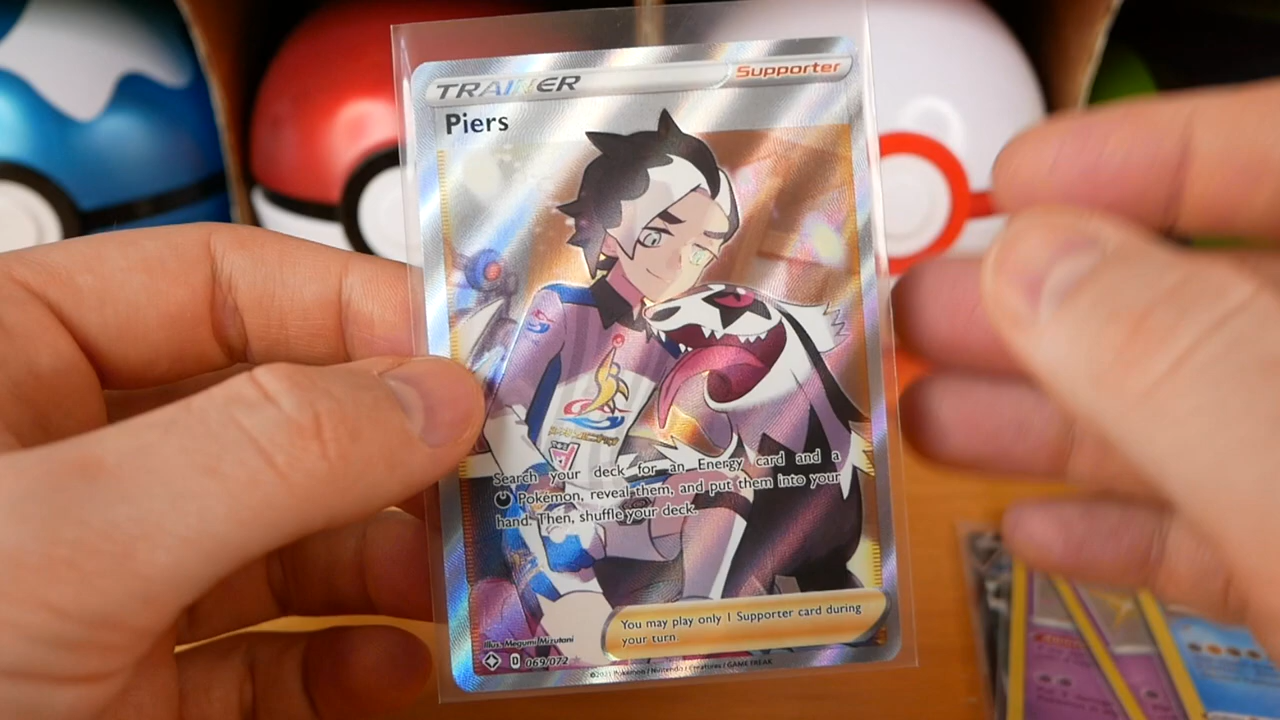 TRAINER
Supporter
Piers
Search your deck for an Energy card and a
Pokémon, reveal them, and put them into your
hand. Then, shuffle your deck.
You may play only 1 Supporter card during
your turn.
Illus. Megumi Mizutani
D 069/072
©2021 Pokémon / Nintendo / Creatures / GAME FREAK